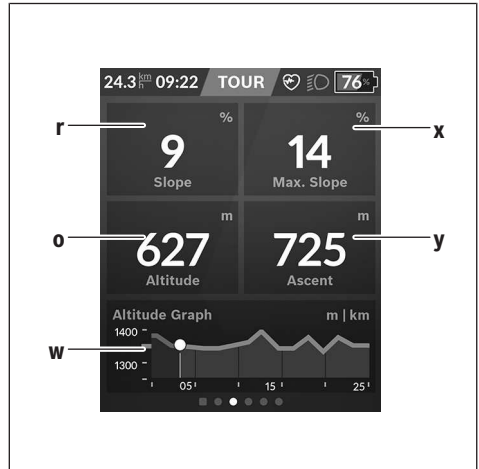 24.3 km/h 09:22 TOUR 76%
r % % x
9 14
Slope Max. Slope
o m m y
627 725
Altitude Ascent
Altitude Graph m | km
1400
w
1300
05 15 25